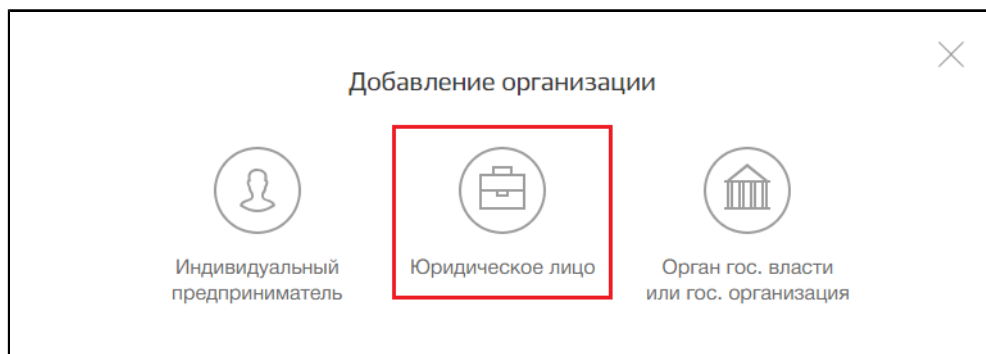 Добавление организации
Индивидуальный
предприниматель
Юридическое лицо
Орган гос. власти
или гос. организация